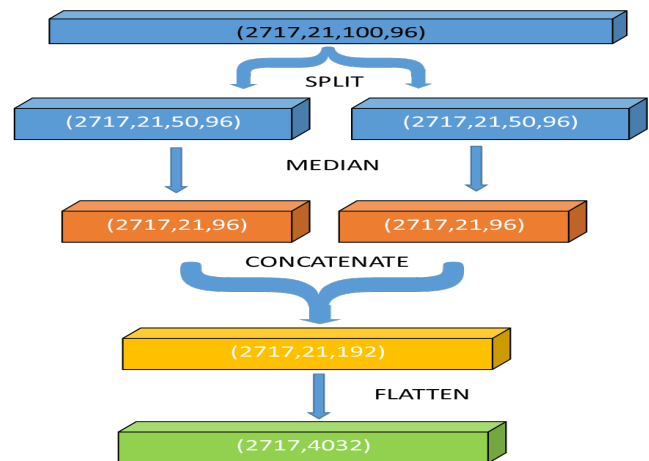 (2717,21,100,96)
SPLIT
(2717,21,50,96) (2717,21,50,96)
MEDIAN
(2717,21,96) (2717,21,96)
CONCATENATE
(2717,21,192)
FLATTEN
(2717,4032)